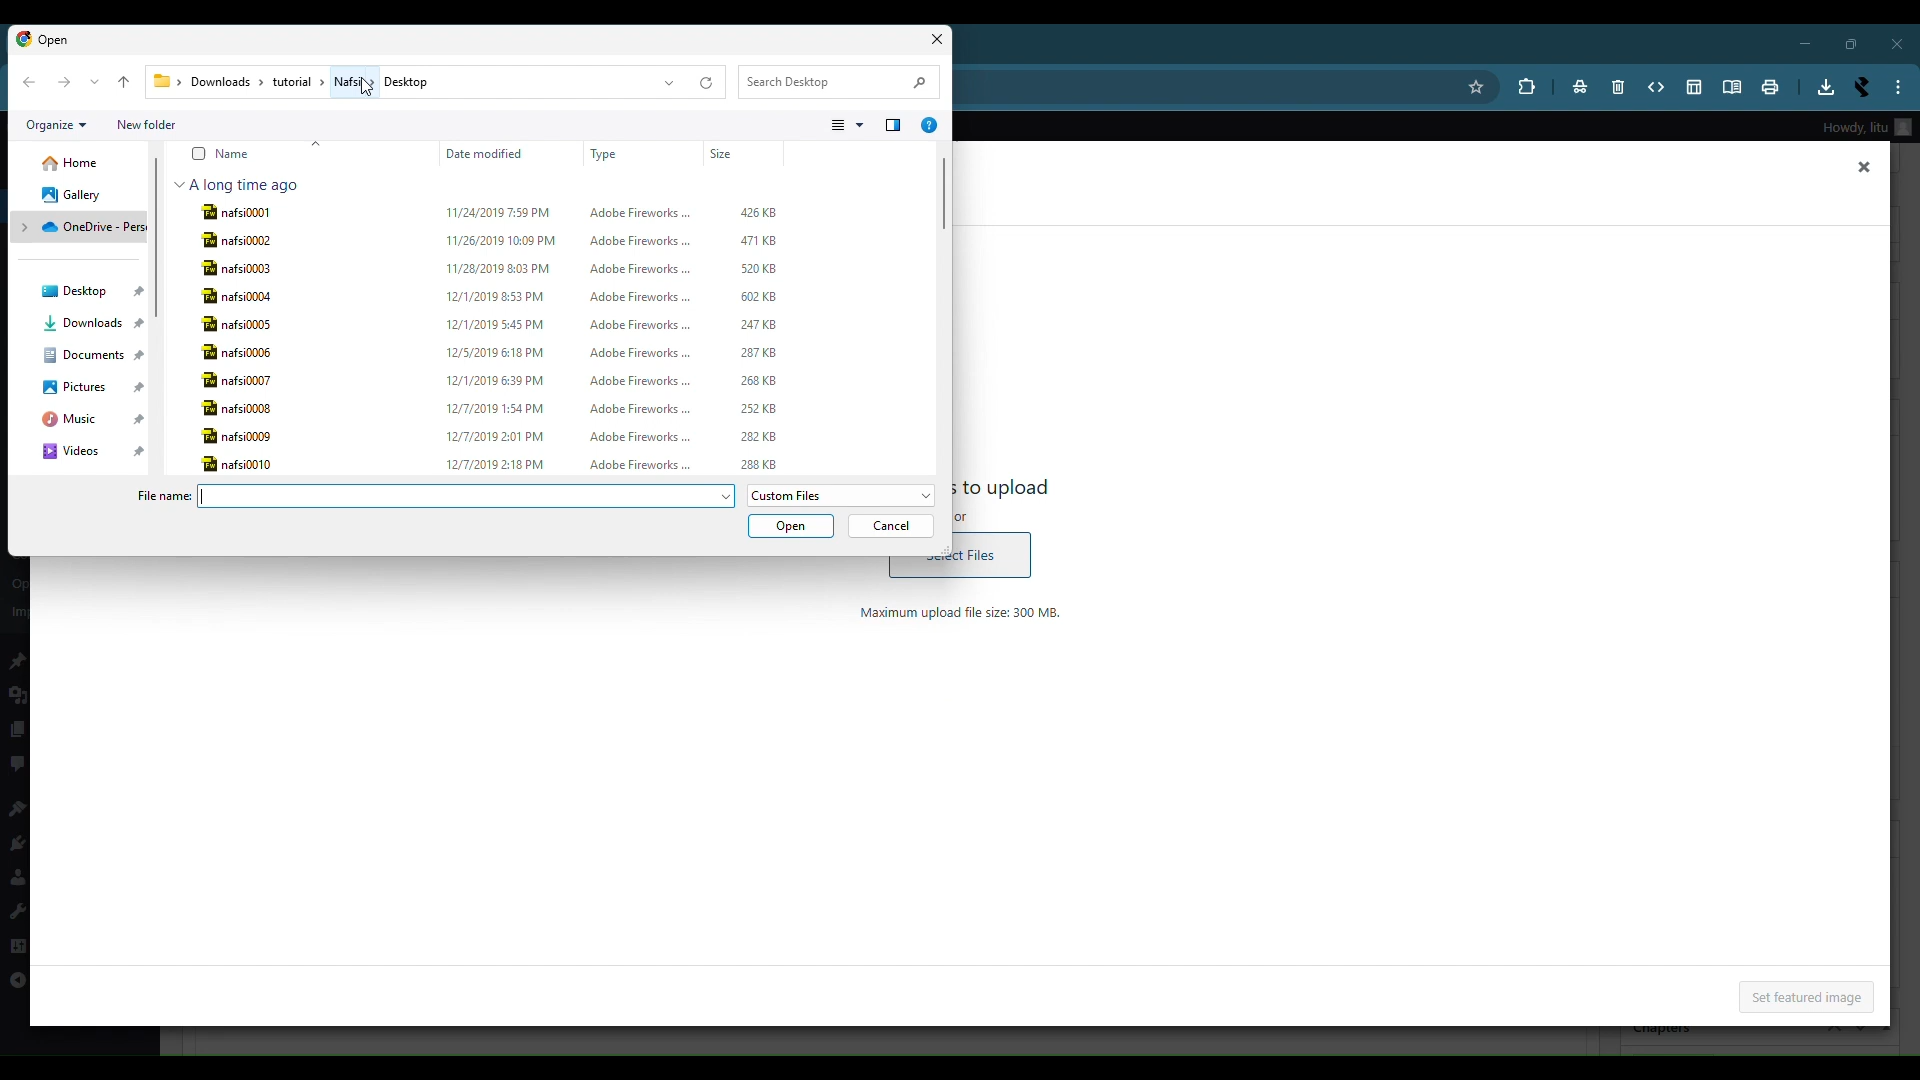 Open
Downloads > tutorial > Nafsi > Desktop
Search Desktop
Organize
New folder
Howdy, litu
Name
Date modified
Type
Size
Home
Gallery
OneDrive - Pers
Desktop
Downloads
Documents
Pictures
Music
Videos
A long time ago
nafsi0001 11/24/2019 7:59 PM Adobe Fireworks ... 426 KB
nafsi0002 11/26/2019 10:09 PM Adobe Fireworks ... 471 KB
nafsi0003 11/28/2019 8:03 PM Adobe Fireworks ... 520 KB
nafsi0004 12/1/2019 8:53 PM Adobe Fireworks ... 602 KB
nafsi0005 12/1/2019 5:45 PM Adobe Fireworks ... 247 KB
nafsi0006 12/5/2019 6:18 PM Adobe Fireworks ... 287 KB
nafsi0007 12/1/2019 6:39 PM Adobe Fireworks ... 268 KB
nafsi0008 12/7/2019 1:54 PM Adobe Fireworks ... 252 KB
nafsi0009 12/7/2019 2:01 PM Adobe Fireworks ... 282 KB
nafsi0010 12/7/2019 2:18 PM Adobe Fireworks ... 288 KB
File name:
Custom Files
Open
Cancel
s to upload
or
Select Files
Maximum upload file size: 300 MB.
Op
Im
Set featured image
Chapters